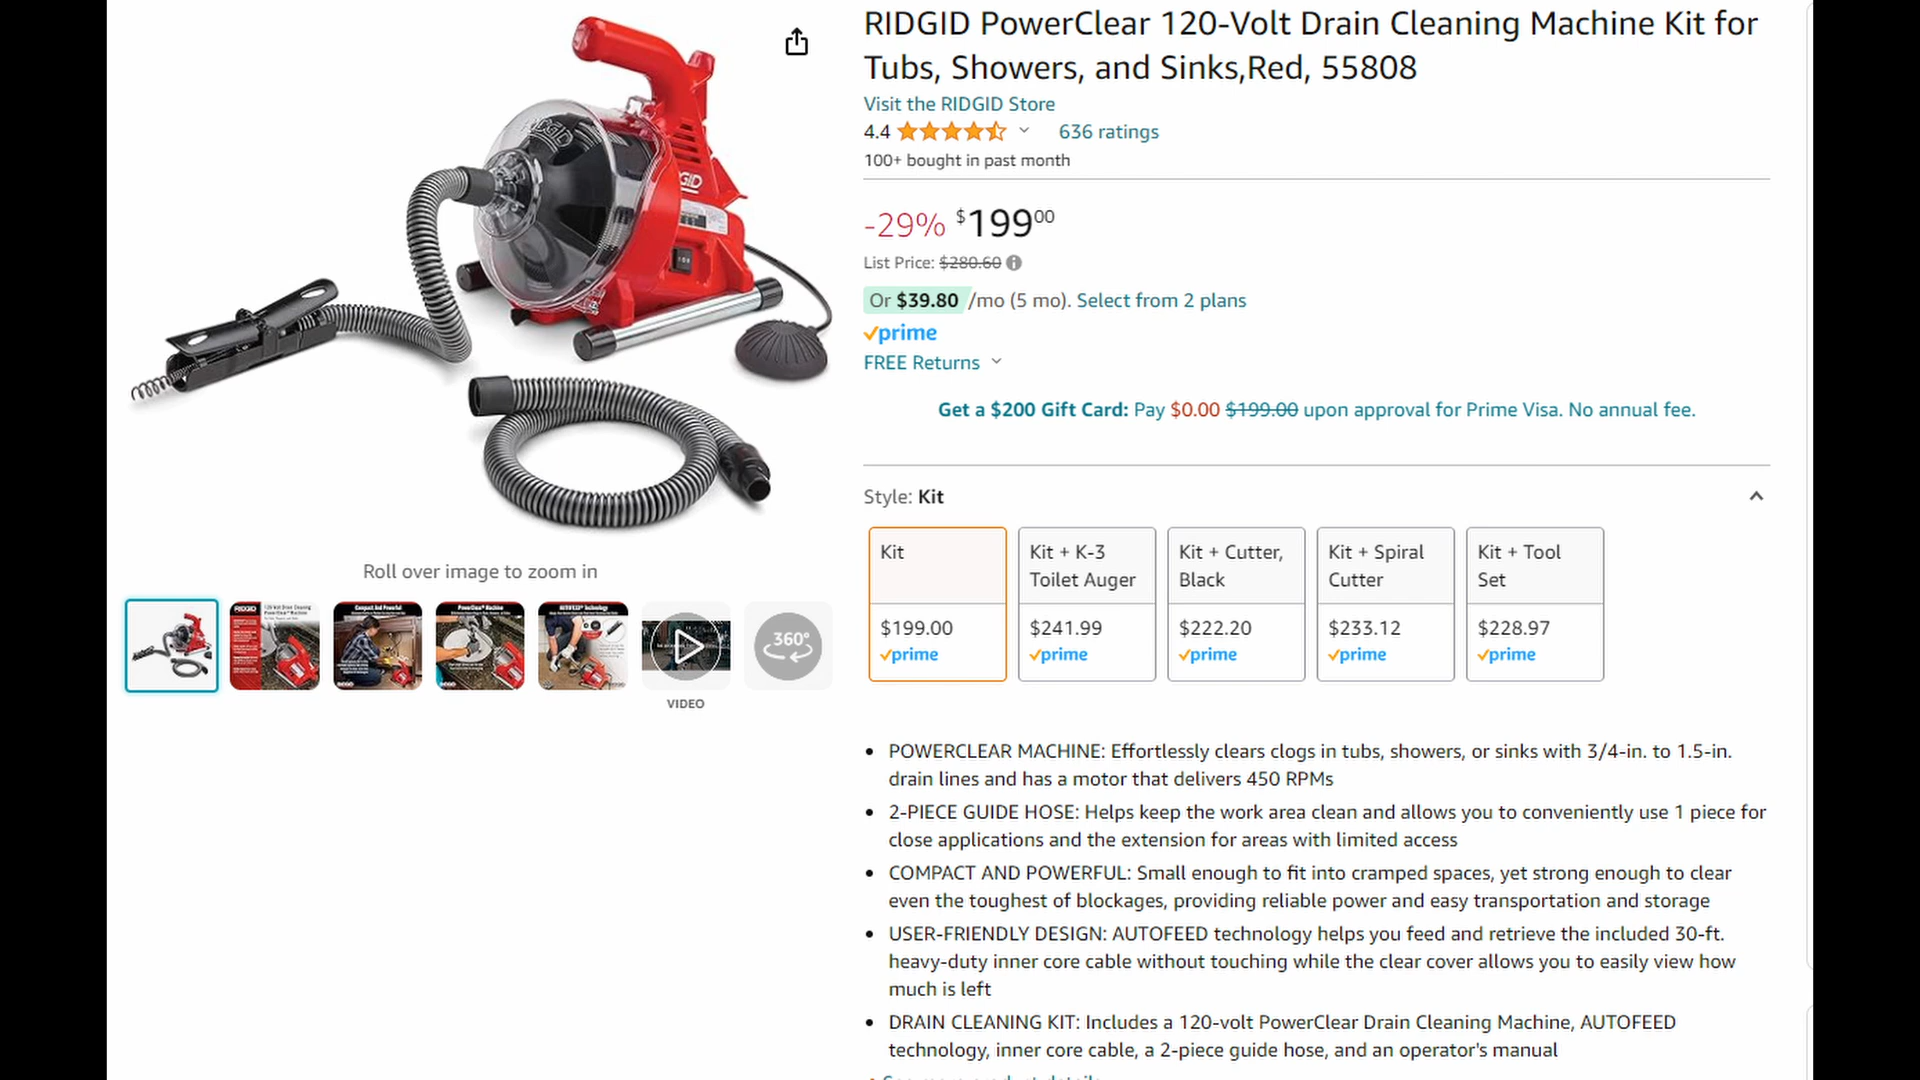 RIDGID PowerClear 120-Volt Drain Cleaning Machine Kit for
Tubs, Showers, and Sinks,Red, 55808
Visit the RIDGID Store
4.4 636 ratings
100+ bought in past month
-29% $19900
List Price: $280.60
Or $39.80 /mo (5 mo). Select from 2 plans
prime
FREE Returns
Get a $200 Gift Card: Pay $0.00 $199.00 upon approval for Prime Visa. No annual fee.
Style: Kit
Kit
$199.00
prime
Kit + K-3
Toilet Auger
$241.99
prime
Kit + Cutter,
Black
$222.20
prime
Kit + Spiral
Cutter
$233.12
prime
Kit + Tool
Set
$228.97
prime
RIDGID
GID
Roll over image to zoom in
RIDGID
Compact And Powerful
PowerClear® Machine
AUTOFEED® Technology
360°
VIDEO
• POWERCLEAR MACHINE: Effortlessly clears clogs in tubs, showers, or sinks with 3/4-in. to 1.5-in.
drain lines and has a motor that delivers 450 RPMs
• 2-PIECE GUIDE HOSE: Helps keep the work area clean and allows you to conveniently use 1 piece for
close applications and the extension for areas with limited access
• COMPACT AND POWERFUL: Small enough to fit into cramped spaces, yet strong enough to clear
even the toughest of blockages, providing reliable power and easy transportation and storage
• USER-FRIENDLY DESIGN: AUTOFEED technology helps you feed and retrieve the included 30-ft.
heavy-duty inner core cable without touching while the clear cover allows you to easily view how
much is left
• DRAIN CLEANING KIT: Includes a 120-volt PowerClear Drain Cleaning Machine, AUTOFEED
technology, inner core cable, a 2-piece guide hose, and an operator's manual